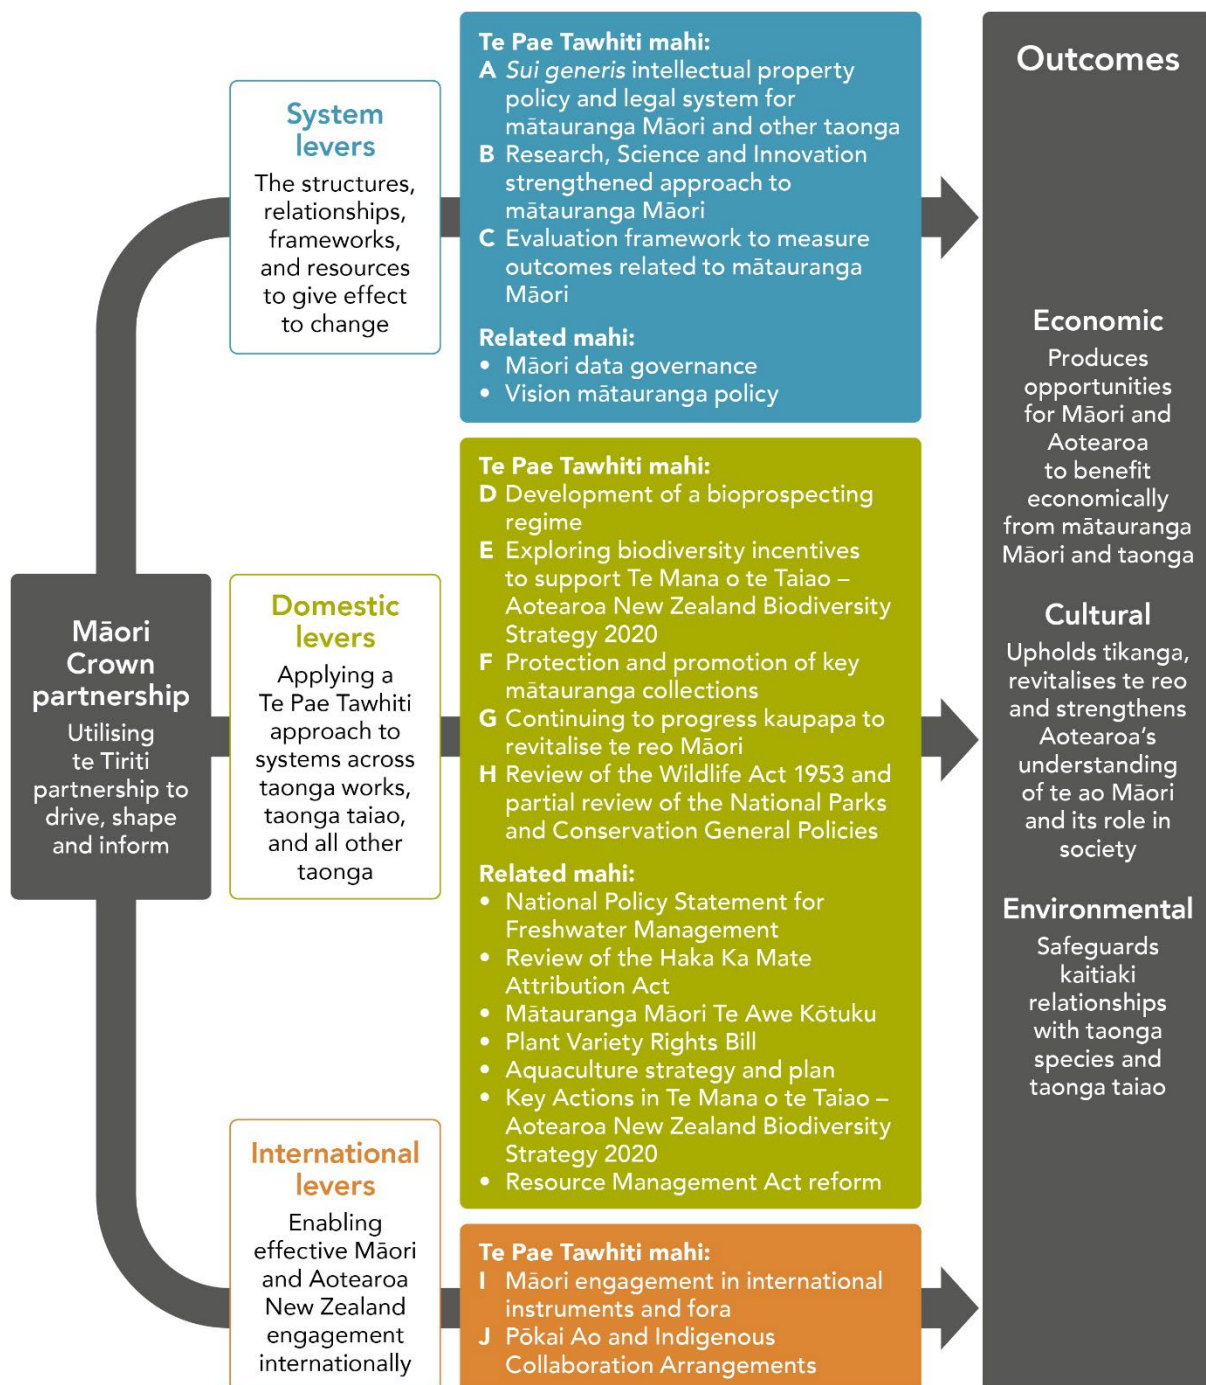 Māori
Crown
partnership
Utilising
te Tiriti
partnership to
drive, shape
and inform
System
levers
The structures,
relationships,
frameworks,
and resources
to give effect
to change
Te Pae Tawhiti mahi:
A Sui generis intellectual property
policy and legal system for
mātauranga Māori and other taonga
B Research, Science and Innovation
strengthened approach to
mātauranga Māori
C Evaluation framework to measure
outcomes related to mātauranga
Māori
Related mahi:
• Māori data governance
• Vision mātauranga policy
Domestic
levers
Applying a
Te Pae Tawhiti
approach to
systems across
taonga works,
taonga taiao,
and all other
taonga
Te Pae Tawhiti mahi:
D Development of a bioprospecting
regime
E Exploring biodiversity incentives
to support Te Mana o te Taiao –
Aotearoa New Zealand Biodiversity
Strategy 2020
F Protection and promotion of key
mātauranga collections
G Continuing to progress kaupapa to
revitalise te reo Māori
H Review of the Wildlife Act 1953 and
partial review of the National Parks
and Conservation General Policies
Related mahi:
• National Policy Statement for
Freshwater Management
• Review of the Haka Ka Mate
Attribution Act
• Mātauranga Māori Te Awe Kōtuku
• Plant Variety Rights Bill
• Aquaculture strategy and plan
• Key Actions in Te Mana o te Taiao –
Aotearoa New Zealand Biodiversity
Strategy 2020
• Resource Management Act reform
International
levers
Enabling
effective Māori
and Aotearoa
New Zealand
engagement
internationally
Te Pae Tawhiti mahi:
I Māori engagement in international
instruments and fora
J Pōkai Ao and Indigenous
Collaboration Arrangements
Outcomes
Economic
Produces
opportunities
for Māori and
Aotearoa
to benefit
economically
from mātauranga
Māori and taonga
Cultural
Upholds tikanga,
revitalises te reo
and strengthens
Aotearoa's
understanding
of te ao Māori
and its role in
society
Environmental
Safeguards
kaitiaki
relationships
with taonga
species and
taonga taiao